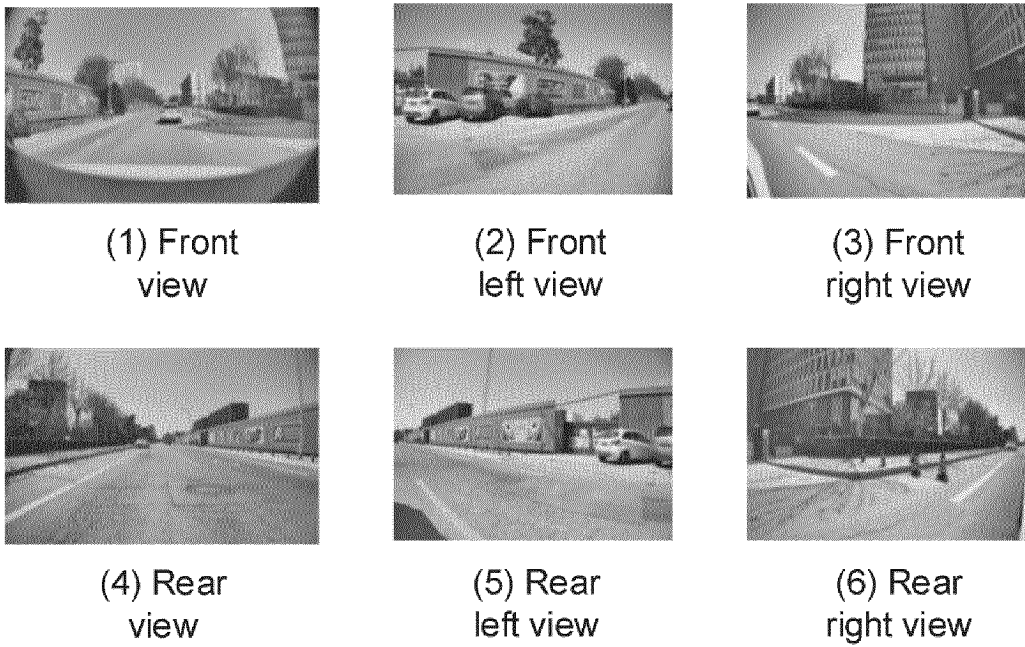 (1) Front
view
(2) Front
left view
(3) Front
right view
(4) Rear
view
(5) Rear
left view
(6) Rear
right view